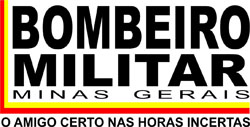 BOMBEIRO
MILITAR
MINAS GERAIS
O AMIGO CERTO NAS HORAS INCERTAS